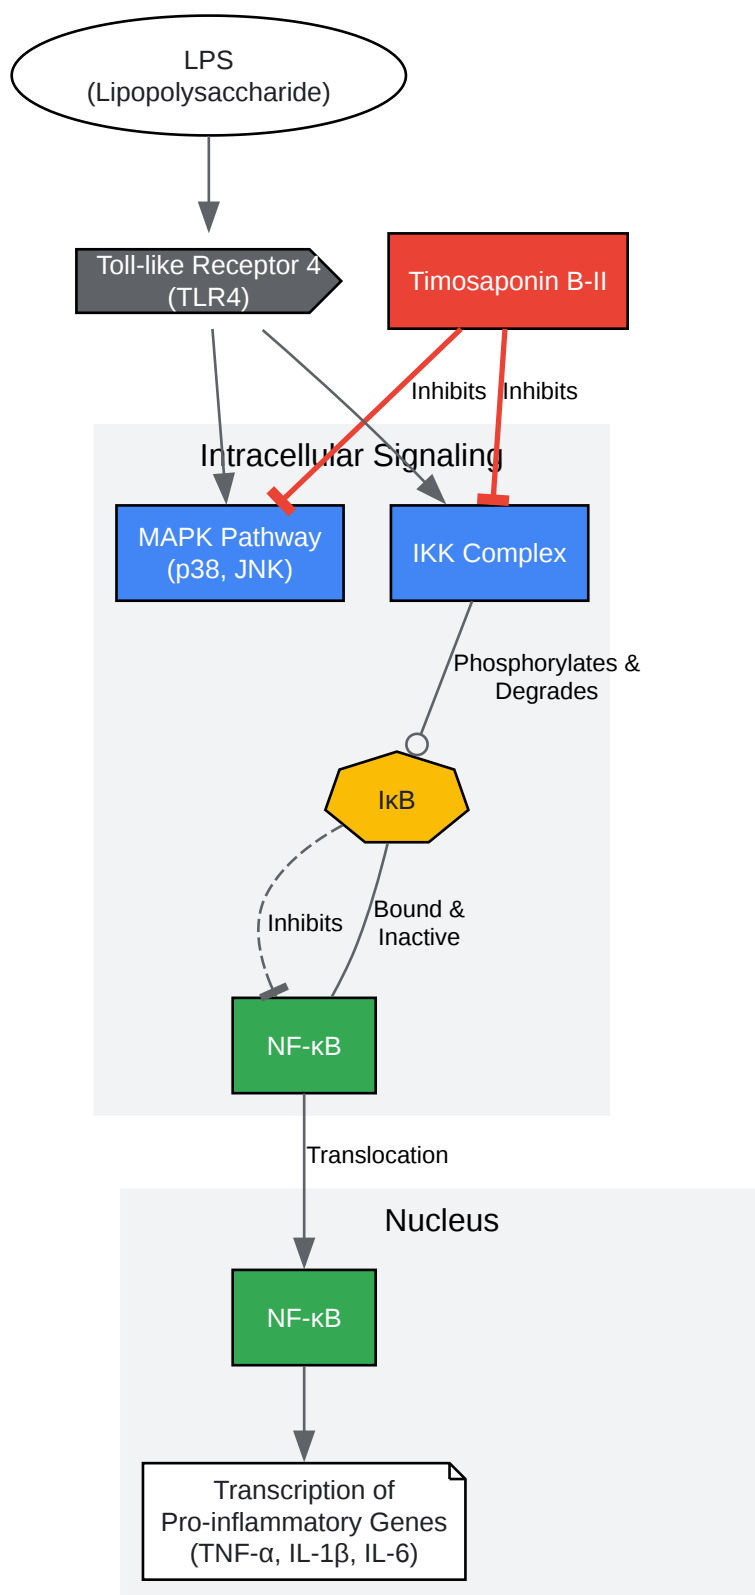 LPS
(Lipopolysaccharide)
Toll-like Receptor 4
(TLR4)
Timosaponin B-II
Inhibits
Inhibits
Intracellular Signaling
MAPK Pathway
(p38, JNK)
IKK Complex
Phosphorylates &
Degrades
IκB
Inhibits
Bound &
Inactive
NF-κB
Translocation
Nucleus
NF-κB
Transcription of
Pro-inflammatory Genes
(TNF-α, IL-1β, IL-6)